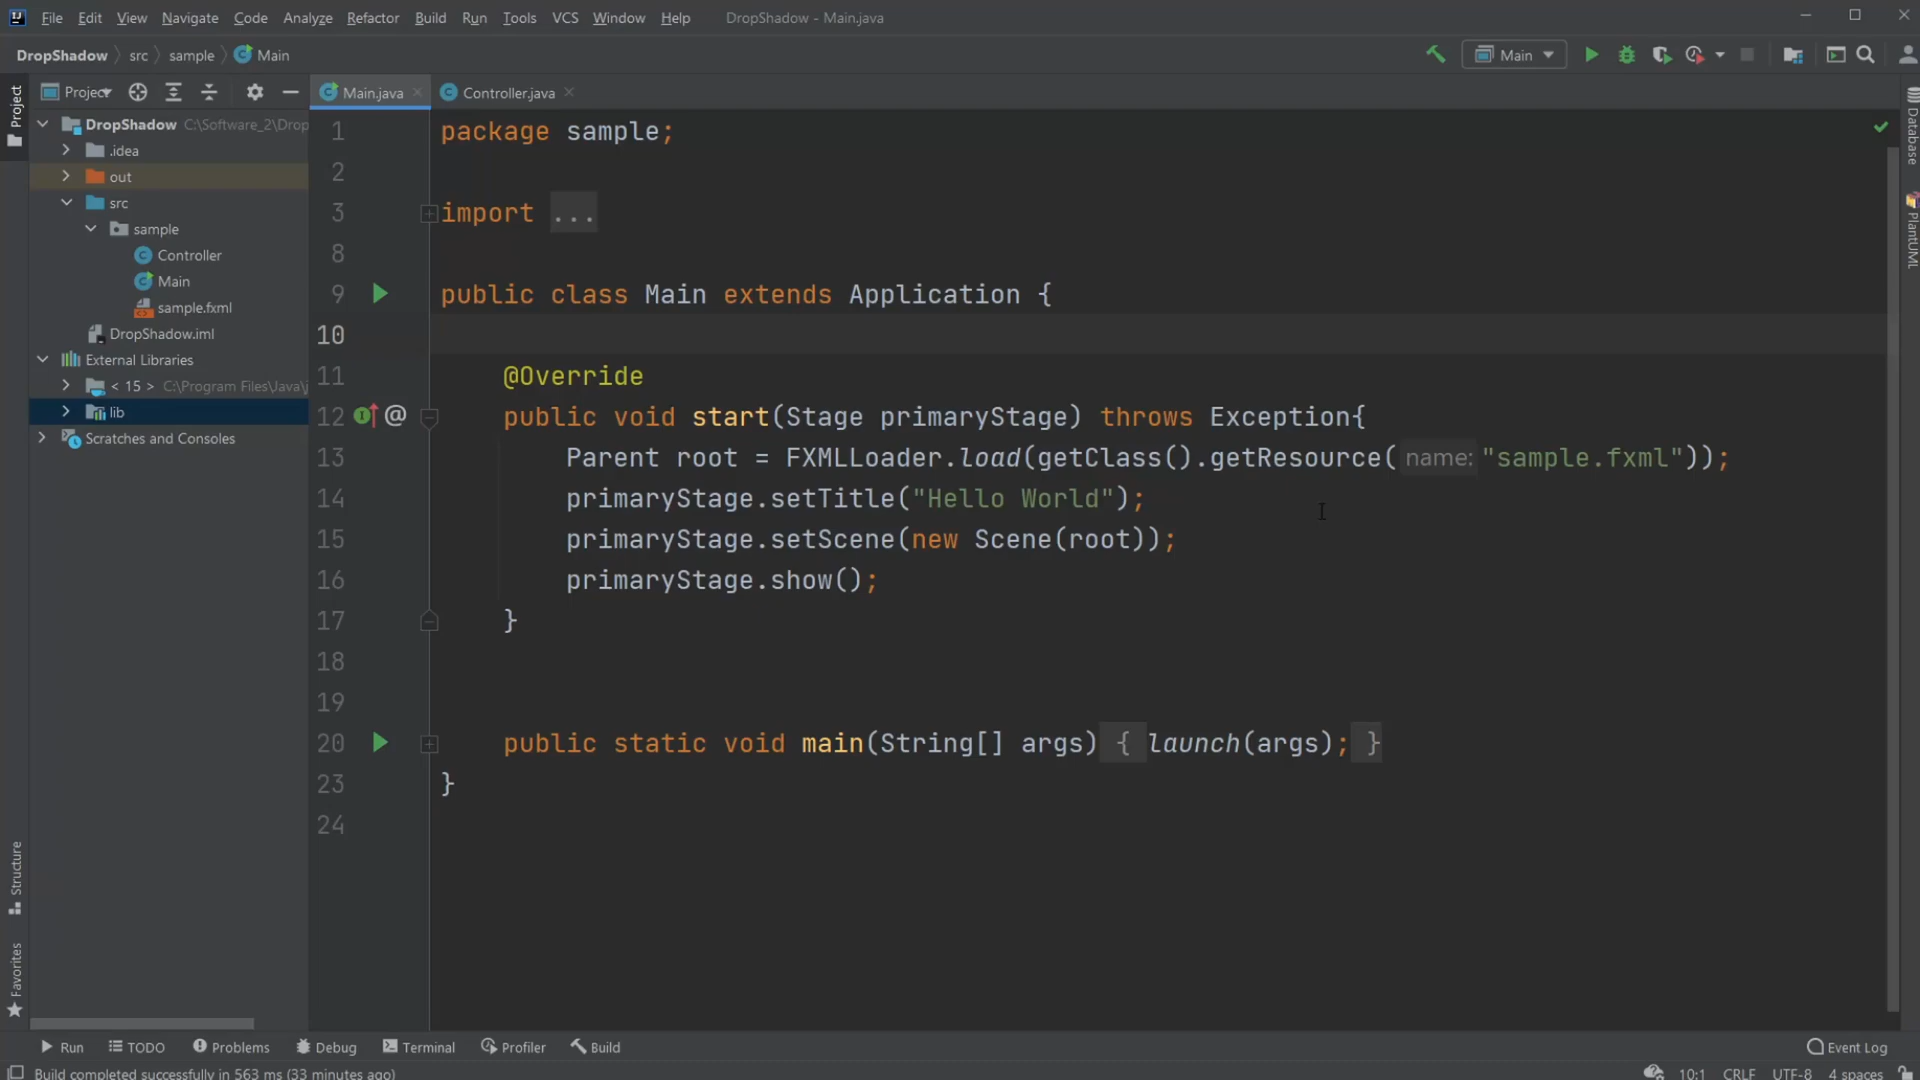 File Edit View Navigate Code Analyze Refactor Build Run Tools VCS Window Help DropShadow - Main.java
DropShadow src sample Main
Main
Project
Main.java
Controller.java
Project
DropShadow C:\Software_2\Drop
.idea
out
src
sample
Controller
Main
sample.fxml
DropShadow.iml
External Libraries
< 15 > C:\Program Files\Java\j
lib
Scratches and Consoles
Structure
Favorites
1 package sample;
2
3 import ...
8
9 public class Main extends Application {
10
11 @Override
12 @ public void start(Stage primaryStage) throws Exception{
13 Parent root = FXMLLoader.load(getClass().getResource( name: "sample.fxml"));
14 primaryStage.setTitle("Hello World");
15 primaryStage.setScene(new Scene(root));
16 primaryStage.show();
17 }
18
19
20 public static void main(String[] args) { launch(args); }
23 }
24
Database
PlantUML
Run TODO Problems Debug Terminal Profiler Build Event Log
Build completed successfully in 563 ms (33 minutes ago) 10:1 CRLF UTF-8 4 spaces